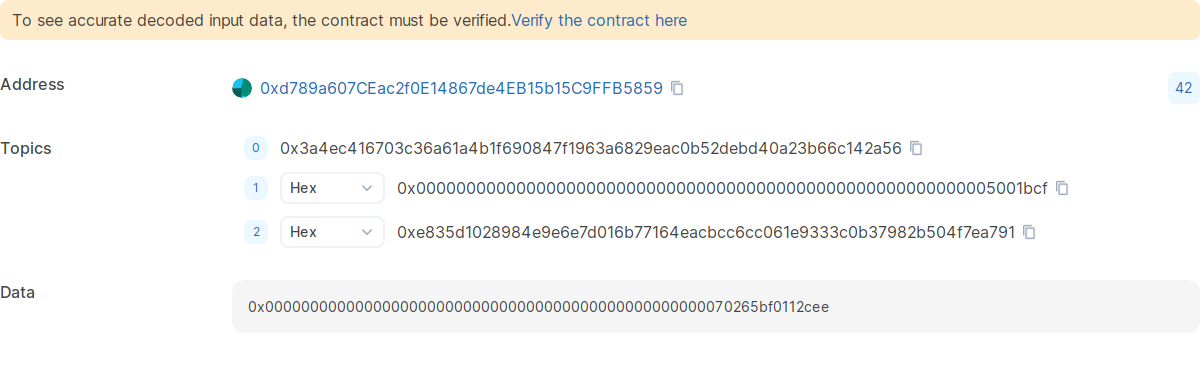 To see accurate decoded input data, the contract must be verified.Verify the contract here
Address
0xd789a607CEac2f0E14867de4EB15b15C9FFB5859
42
Topics
0
0x3a4ec416703c36a61a4b1f690847f1963a6829eac0b52debd40a23b66c142a56
1
Hex
0x0000000000000000000000000000000000000000000000000000000005001bcf
2
Hex
0xe835d1028984e9e6e7d016b77164eacbcc6cc061e9333c0b37982b504f7ea791
Data
0x00000000000000000000000000000000000000000000000000070265bf0112cee